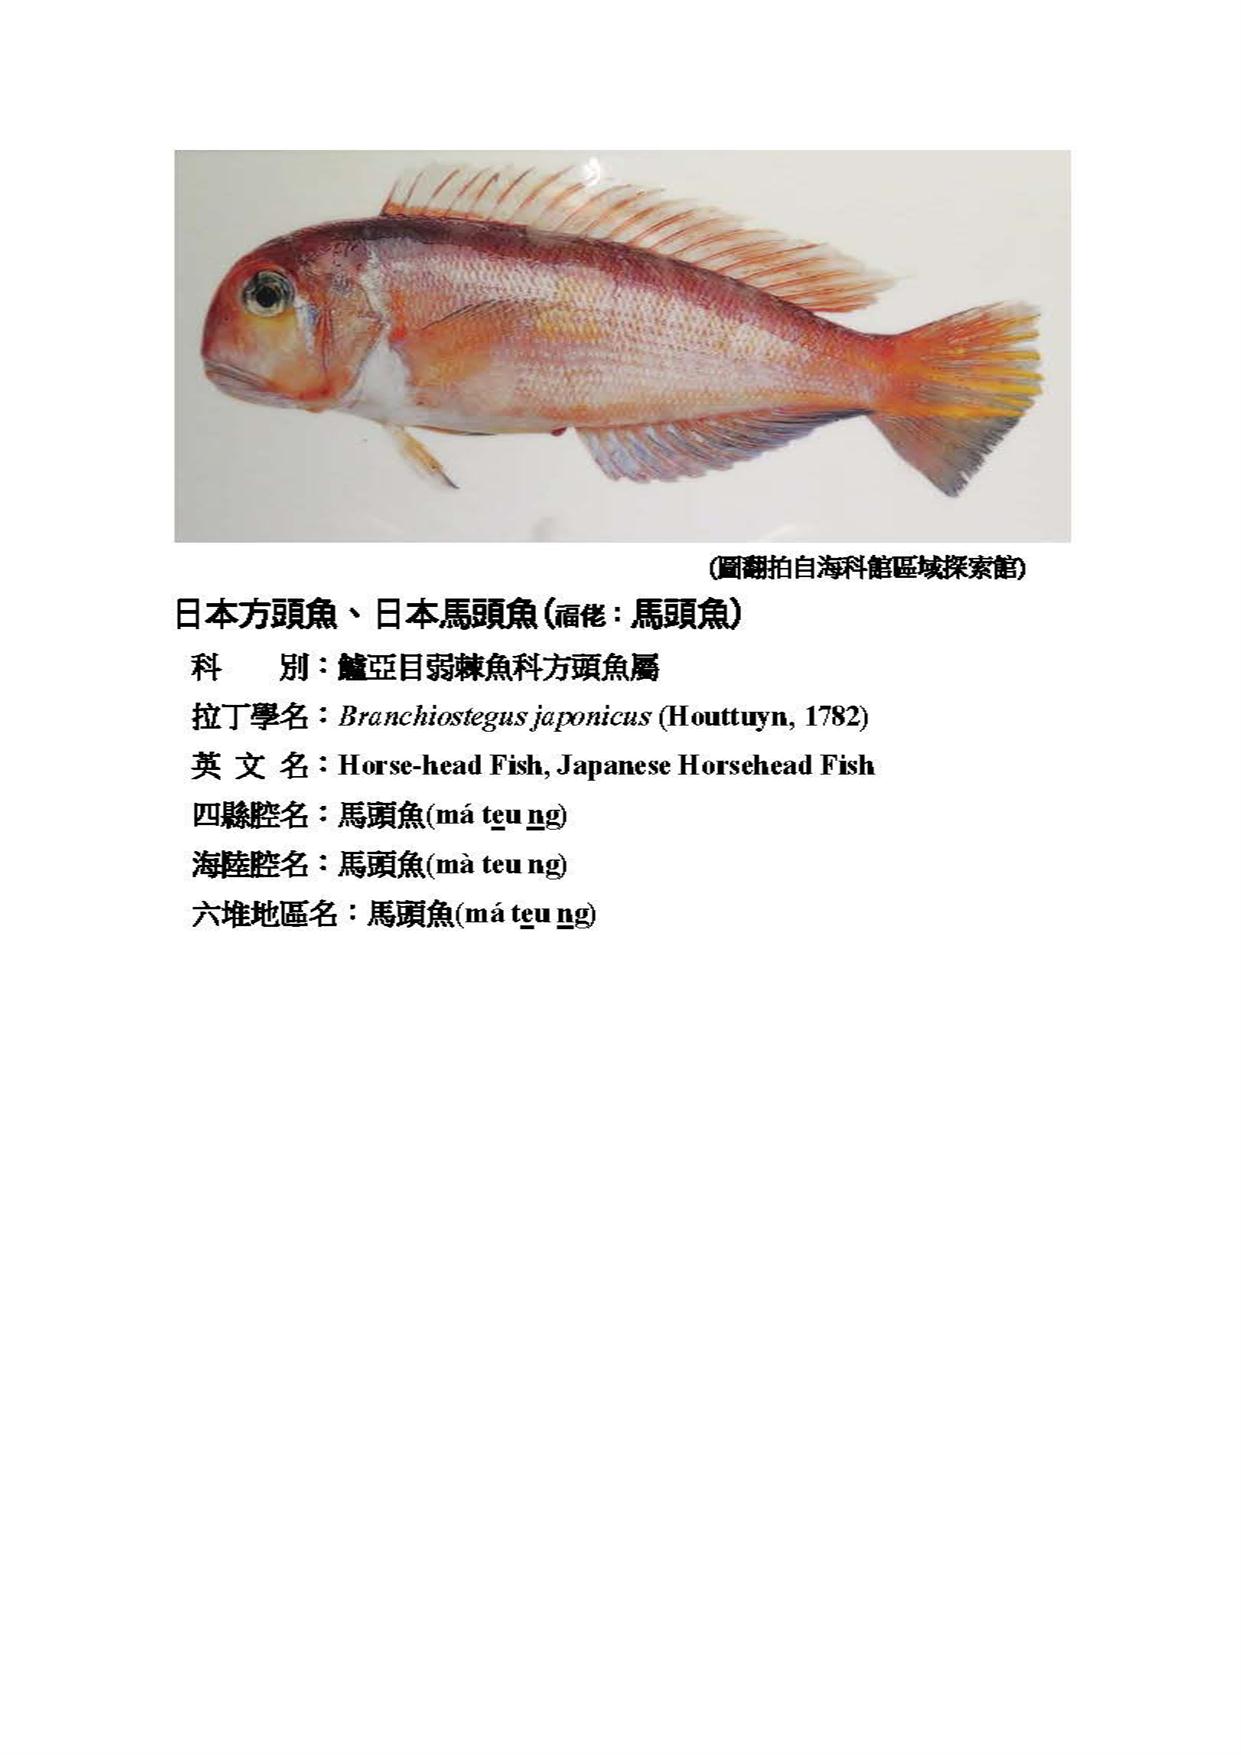 (圖翻拍自海科館區域探索館)
日本方頭魚、日本馬頭魚(福佬：馬頭魚)
科　　別：鱸亞目弱棘魚科方頭魚屬
拉丁學名：Branchiostegus japonicus (Houttuyn, 1782)
英 文 名：Horse-head Fish, Japanese Horsehead Fish
四縣腔名：馬頭魚(má teu ng)
海陸腔名：馬頭魚(mà teu ng)
六堆地區名：馬頭魚(má teu ng)